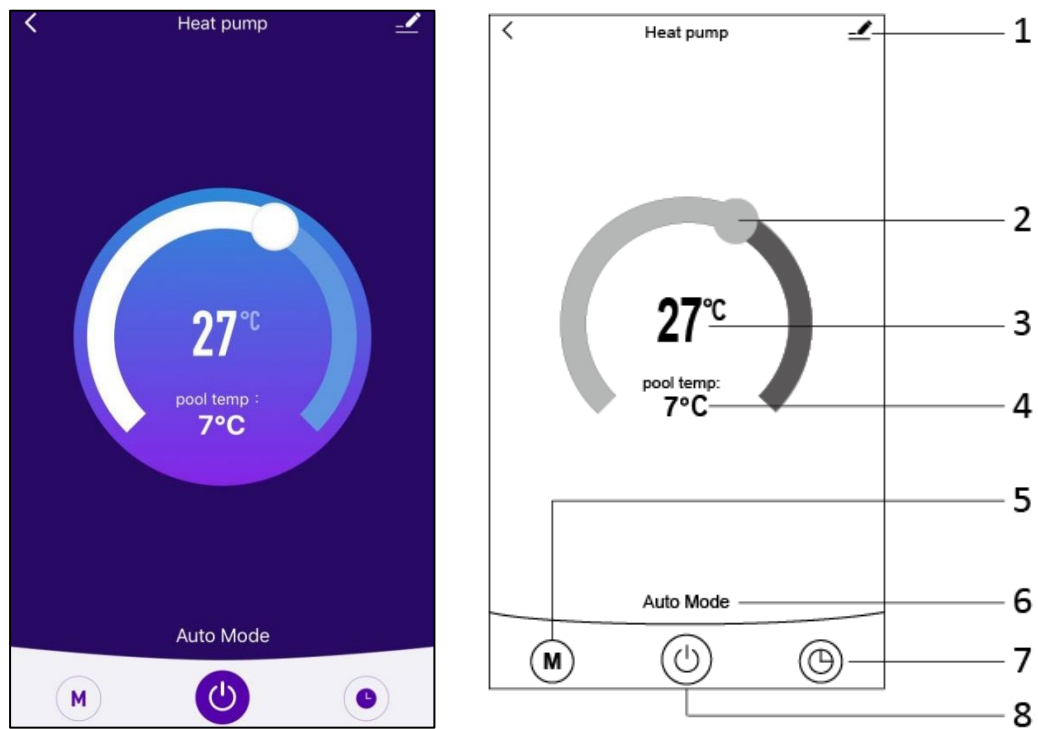 Heat pump
27°C
pool temp :
7°C
Auto Mode
M
Heat pump
1
2
27°C
3
pool temp:
7°C
4
5
Auto Mode
6
M
7
8